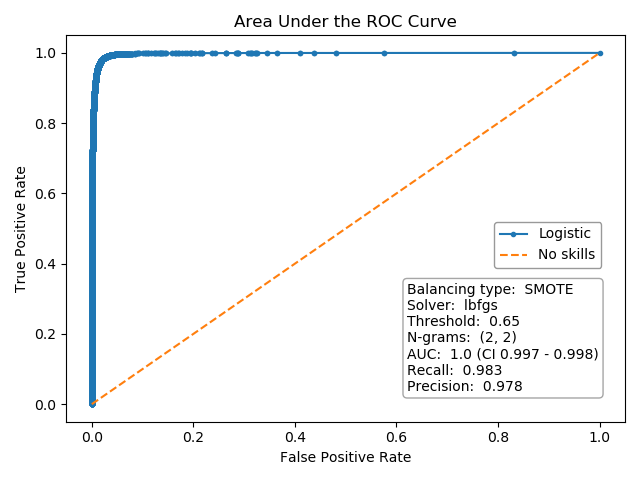 Area Under the ROC Curve
True Positive Rate
1.0
0.8
0.6
0.4
0.2
0.0
Logistic
No skills
Balancing type:  SMOTE
Solver:  lbfgs
Threshold:  0.65
N-grams:  (2, 2)
AUC:  1.0 (CI 0.997 - 0.998)
Recall:  0.983
Precision:  0.978
0.0 0.2 0.4 0.6 0.8 1.0
False Positive Rate